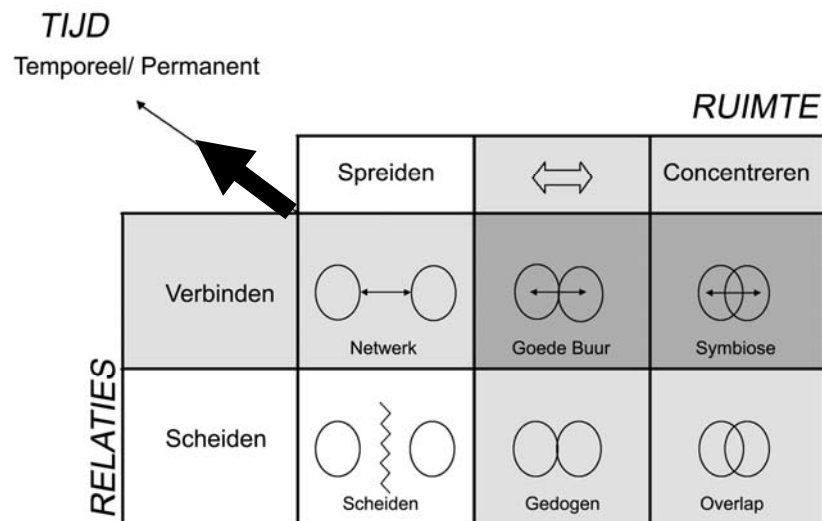 TIJD
Temporeel/ Permanent
RUIMTE
Spreiden
Concentreren
Verbinden
Netwerk
Goede Buur
Symbiose
RELATIES
Scheiden
Scheiden
Gedogen
Overlap